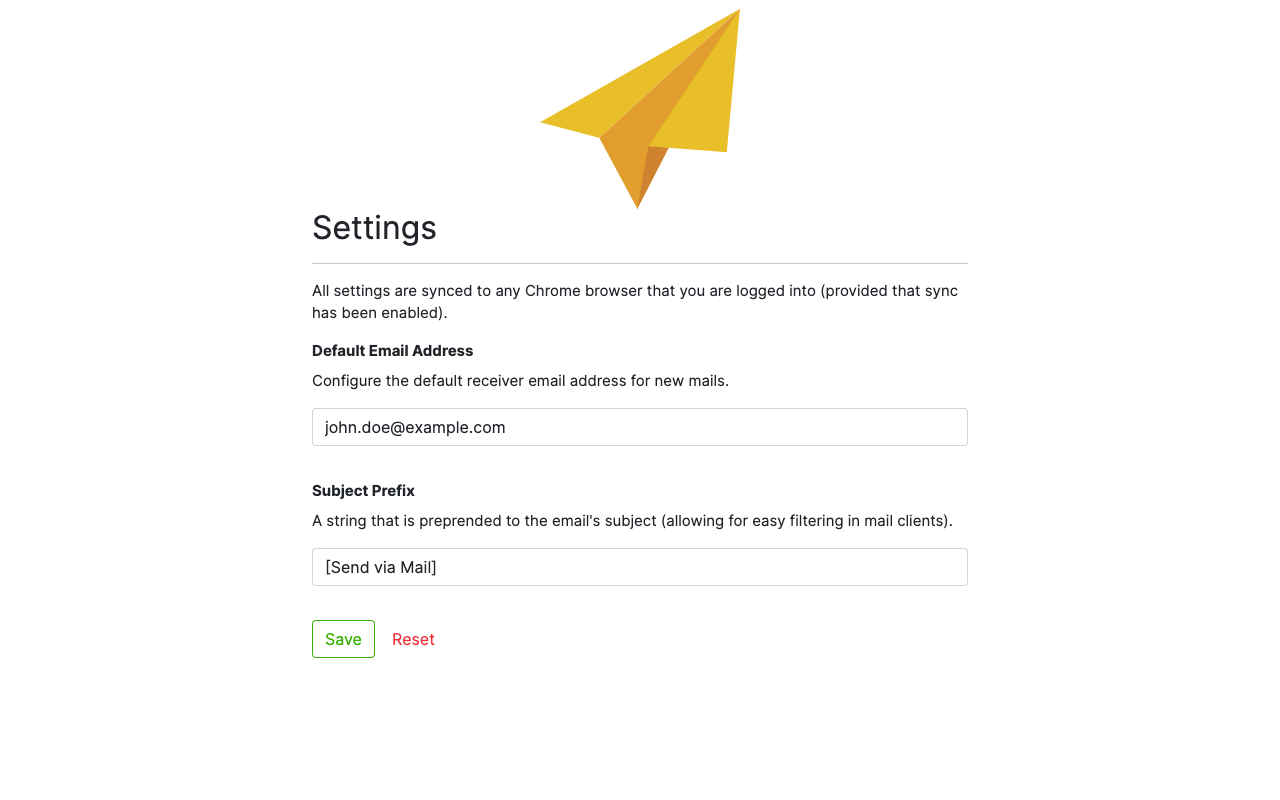 Settings
All settings are synced to any Chrome browser that you are logged into (provided that sync
has been enabled).
Default Email Address
Configure the default receiver email address for new mails.
john.doe@example.com
Subject Prefix
A string that is preprended to the email's subject (allowing for easy filtering in mail clients).
[Send via Mail]
Save Reset